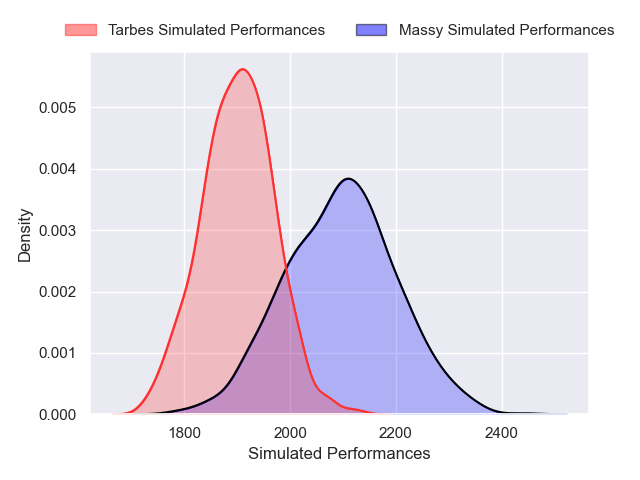 Tarbes Simulated Performances Massy Simulated Performances
0.005
0.004
0.003
0.002
0.001
0.000
Density
1800 2000 2200 2400
Simulated Performances